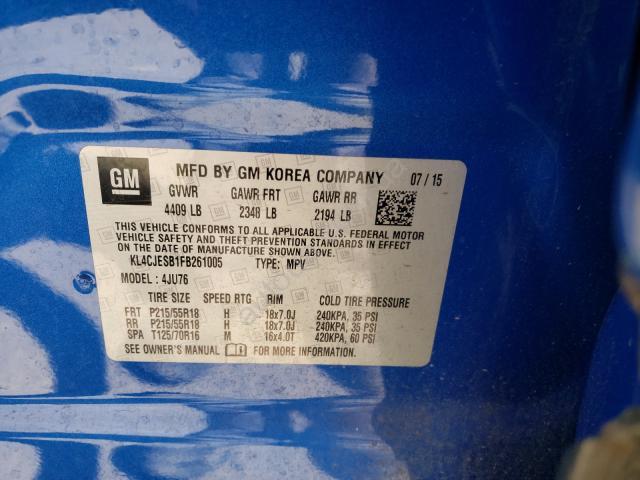 GM
MFD BY GM KOREA COMPANY 07 / 15
GVWR GAWR FRT GAWR RR
4409 LB 2348 LB 2194 LB
THIS VEHICLE CONFORMS TO ALL APPLICABLE U.S. FEDERAL MOTOR
VEHICLE SAFETY AND THEFT PREVENTION STANDARDS IN EFFECT
ON THE DATE OF MANUFACTURE SHOWN ABOVE.
KL4CJESB1FB261005 TYPE: MPV
MODEL : 4JU76
TIRE SIZE SPEED RTG RIM COLD TIRE PRESSURE
FRT P215/55R18 H 18x7.0J 240KPA, 35 PSI
RR P215/55R18 H 18x7.0J 240KPA, 35 PSI
SPA T125/70R16 M 16x4.0T 420KPA, 60 PSI
SEE OWNER'S MANUAL FOR MORE INFORMATION.